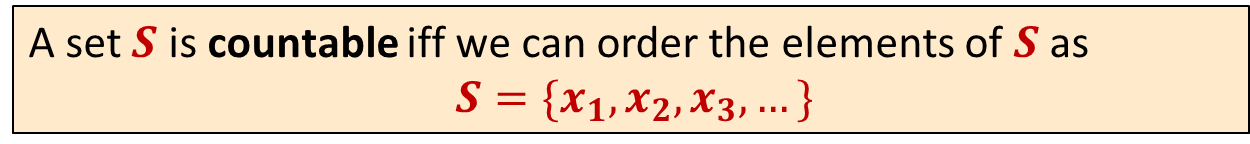 A set S is countable iff we can order the elements of S as
S = {x₁, x₂, x₃, … }